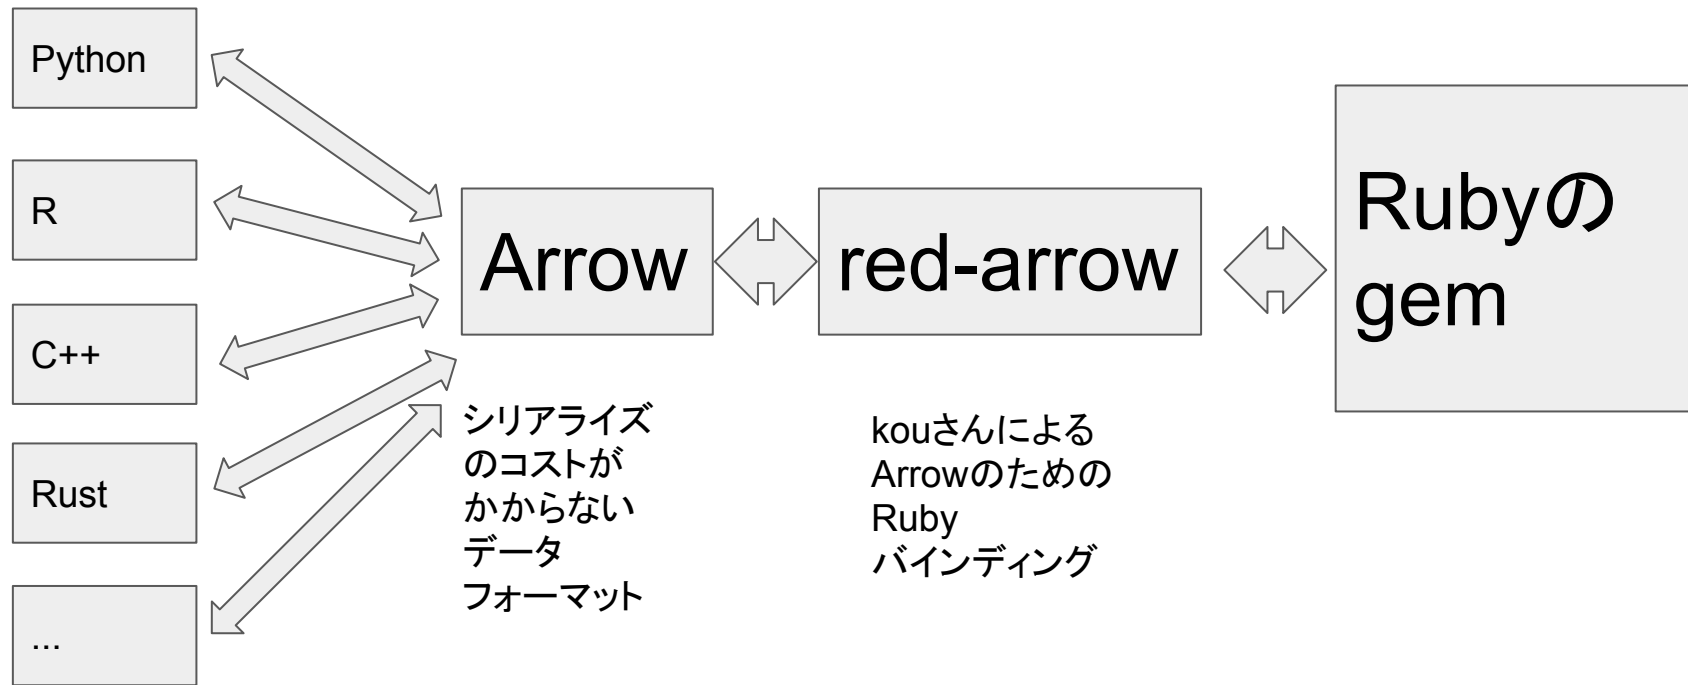 Python
R
C++
Rust
...
Arrow
シリアライズ
のコストが
かからない
データ
フォーマット
red-arrow
kouさんによる
Arrowのための
Ruby
バインディング
Rubyの
gem